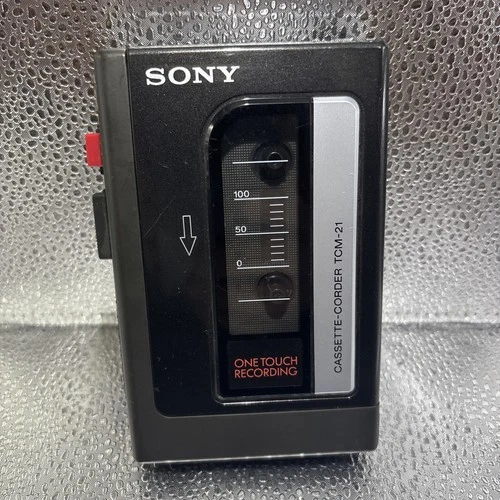 SONY
100
50
0
ONE TOUCH
RECORDING
CASSETTE-CORDER TCM-21